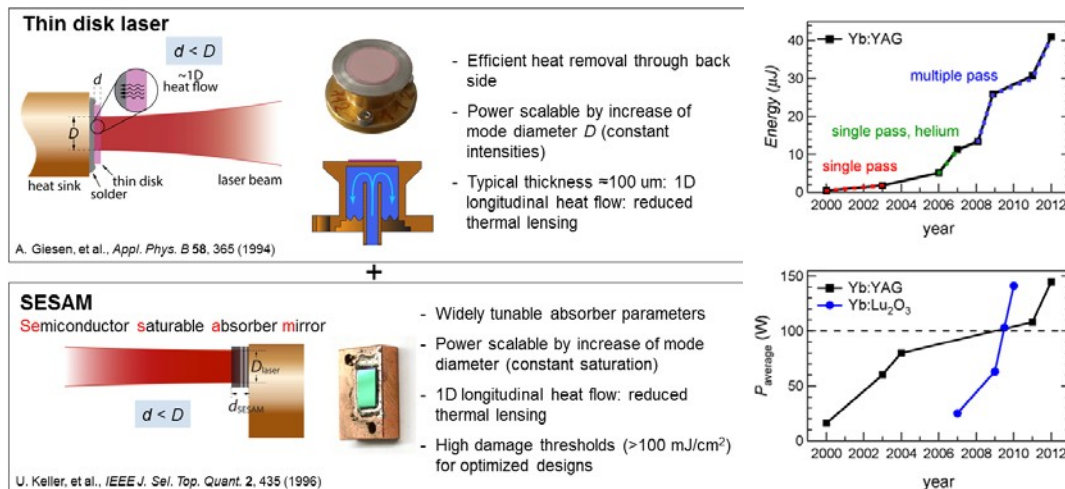 Thin disk laser
d < D
d
~1D
heat flow
D
heat sink
solder
thin disk
laser beam
- Efficient heat removal through back
side
- Power scalable by increase of
mode diameter D (constant
intensities)
- Typical thickness ≈100 um: 1D
longitudinal heat flow: reduced
thermal lensing
A. Giesen, et al., Appl. Phys. B 58, 365 (1994)
+
SESAM
Semiconductor saturable absorber mirror
D laser
d SESAM
d < D
- Widely tunable absorber parameters
- Power scalable by increase of mode
diameter (constant saturation)
- 1D longitudinal heat flow: reduced
thermal lensing
- High damage thresholds (>100 mJ/cm²)
for optimized designs
U. Keller, et al., IEEE J. Sel. Top. Quant. 2, 435 (1996)
Energy (µJ)
40
30
20
10
0
Yb:YAG
multiple pass
single pass, helium
single pass
2000 2002 2004 2006 2008 2010 2012
year
P average (W)
150
100
50
0
Yb:YAG
Yb:Lu₂O₃
2000 2002 2004 2006 2008 2010 2012
year